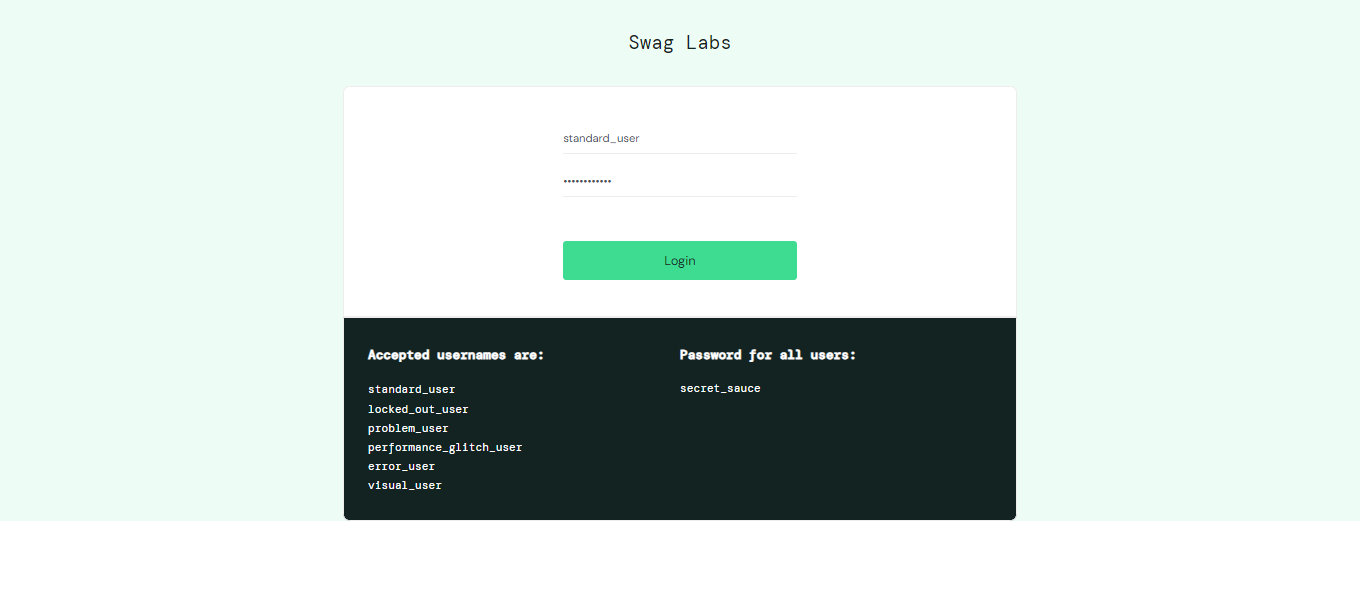 Swag Labs
standard_user
••••••••••••
Login
Accepted usernames are:
standard_user
locked_out_user
problem_user
performance_glitch_user
error_user
visual_user
Password for all users:
secret_sauce